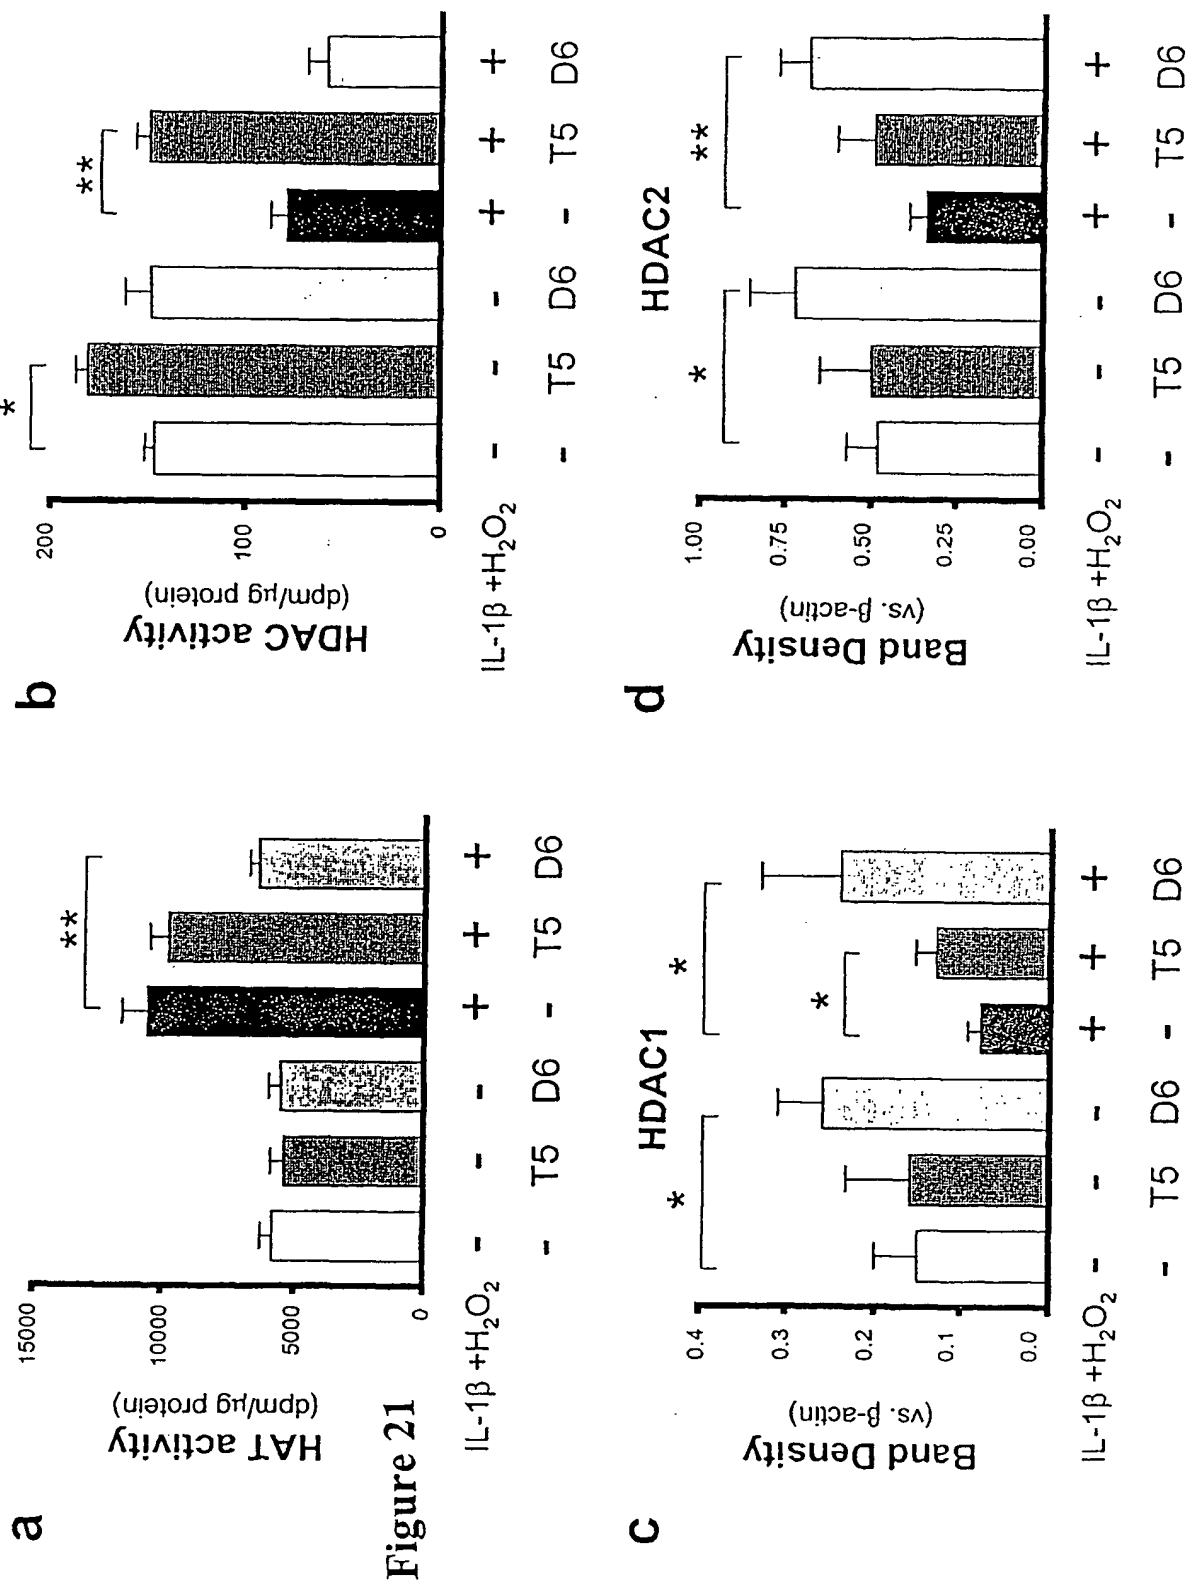 a
HAT activity
(dpm/μg protein)
15000
10000
5000
0
**
IL-1β +H₂O₂ - - - + + +
- T5 D6 - T5 D6
b
HDAC activity
(dpm/μg protein)
200
100
0
*
**
IL-1β +H₂O₂ - - - + + +
- T5 D6 - T5 D6
Figure 21
c
HDAC1
Band Density
(vs. β-actin)
0.4
0.3
0.2
0.1
0.0
*
*
*
IL-1β +H₂O₂ - - - + + +
- T5 D6 - T5 D6
d
HDAC2
Band Density
(vs. β-actin)
1.00
0.75
0.50
0.25
0.00
*
**
IL-1β +H₂O₂ - - - + + +
- T5 D6 - T5 D6